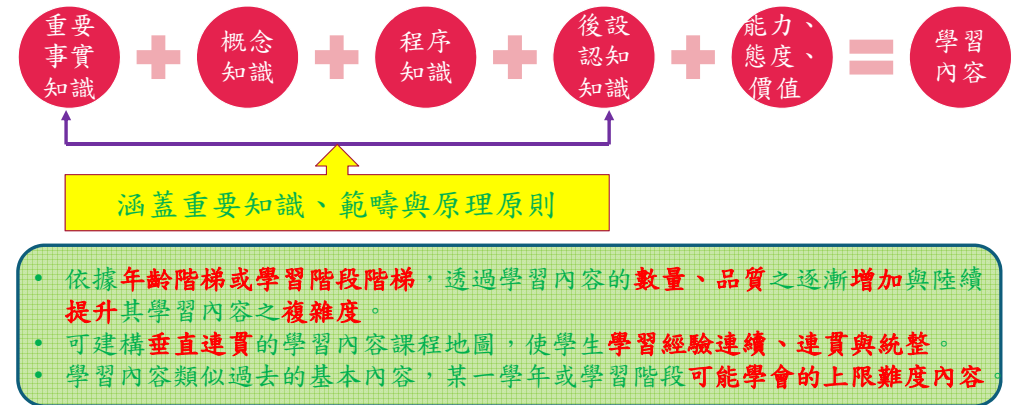 重要
事實
知識
概念
知識
程序
知識
後設
認知
知識
能力、
態度、
價值
學習
內容
涵蓋重要知識、範疇與原理原則
• 依據年齡階梯或學習階段階梯，透過學習內容的數量、品質之逐漸增加與陸續
提升其學習內容之複雜度。
• 可建構垂直連貫的學習內容課程地圖，使學生學習經驗連續、連貫與統整。
• 學習內容類似過去的基本內容，某一學年或學習階段可能學會的上限難度內容。